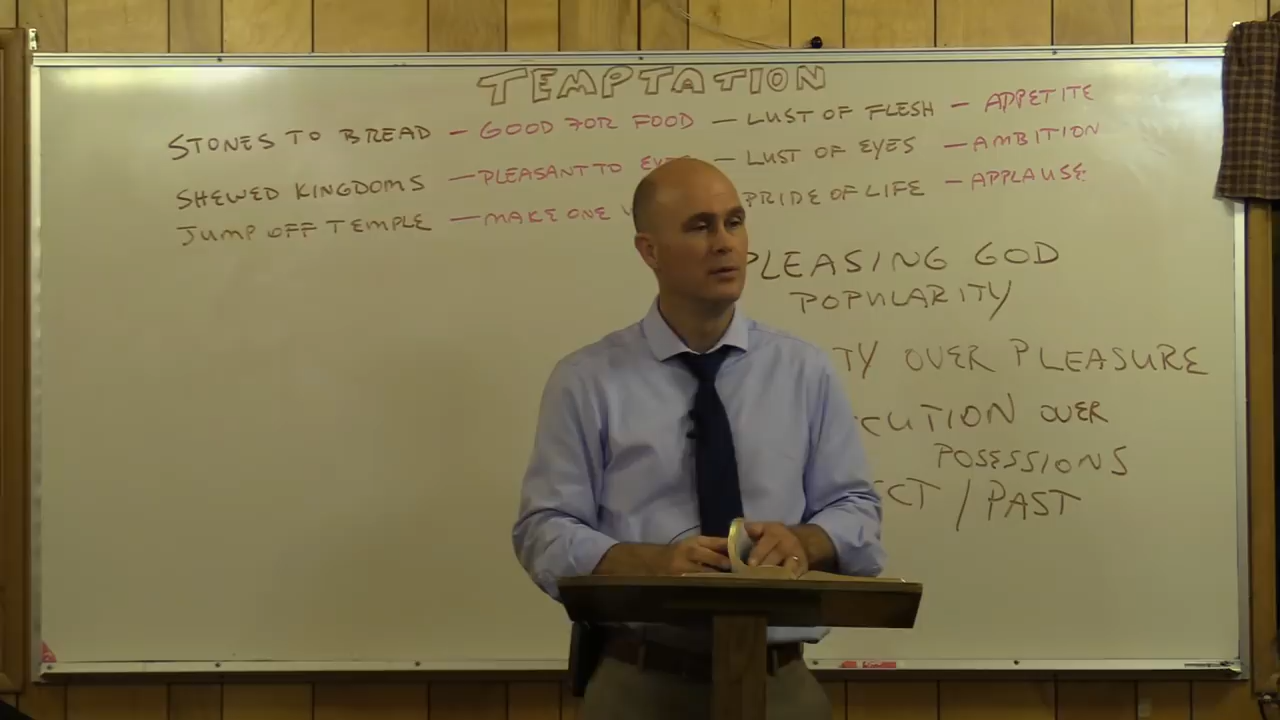 TEMPTATION
STONES TO BREAD - GOOD FOR FOOD - LUST OF FLESH - APPETITE
SHEWED KINGDOMS - PLEASANT TO - LUST OF EYES - AMBITION
JUMP OFF TEMPLE - MAKE ONE PRIDE OF LIFE - APPLAUSE
PLEASING GOD
POPULARITY
OVER PLEASURE
OVER
POSESSIONS
/ PAST